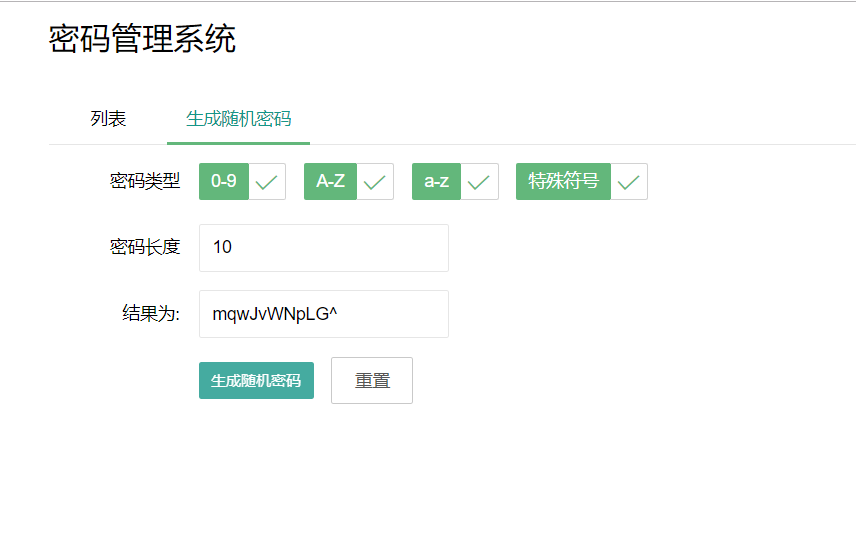 密码管理系统
列表 生成随机密码
密码类型 0-9 A-Z a-z 特殊符号
密码长度 10
结果为: mqwJvWNpLG^
生成随机密码 重置